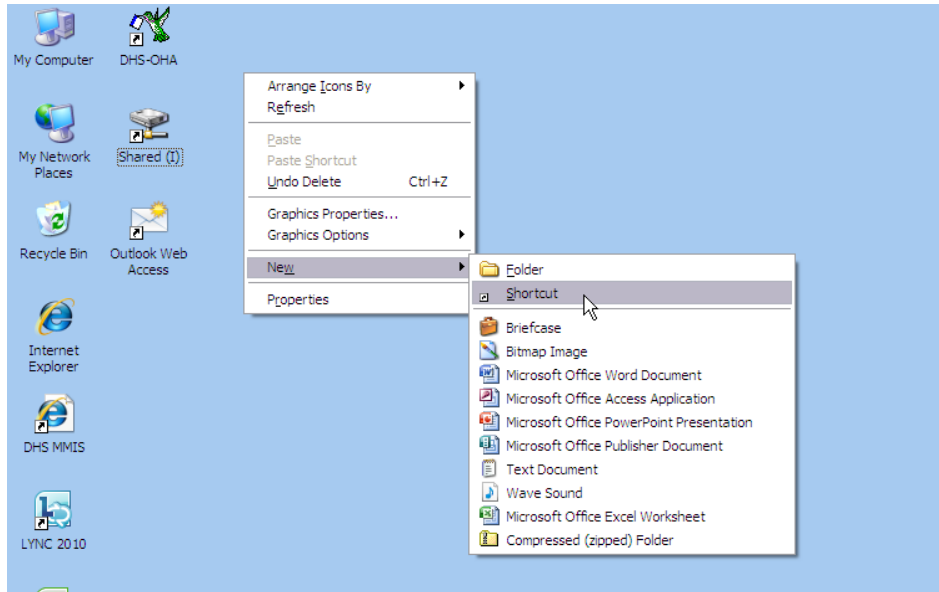 My Computer
DHS-OHA
My Network
Places
Shared (I)
Recycle Bin
Outlook Web
Access
Internet
Explorer
DHS MMIS
LYNC 2010
Arrange Icons By
Refresh
Paste
Paste Shortcut
Undo Delete Ctrl+Z
Graphics Properties...
Graphics Options
New
Properties
Folder
Shortcut
Briefcase
Bitmap Image
Microsoft Office Word Document
Microsoft Office Access Application
Microsoft Office PowerPoint Presentation
Microsoft Office Publisher Document
Text Document
Wave Sound
Microsoft Office Excel Worksheet
Compressed (zipped) Folder